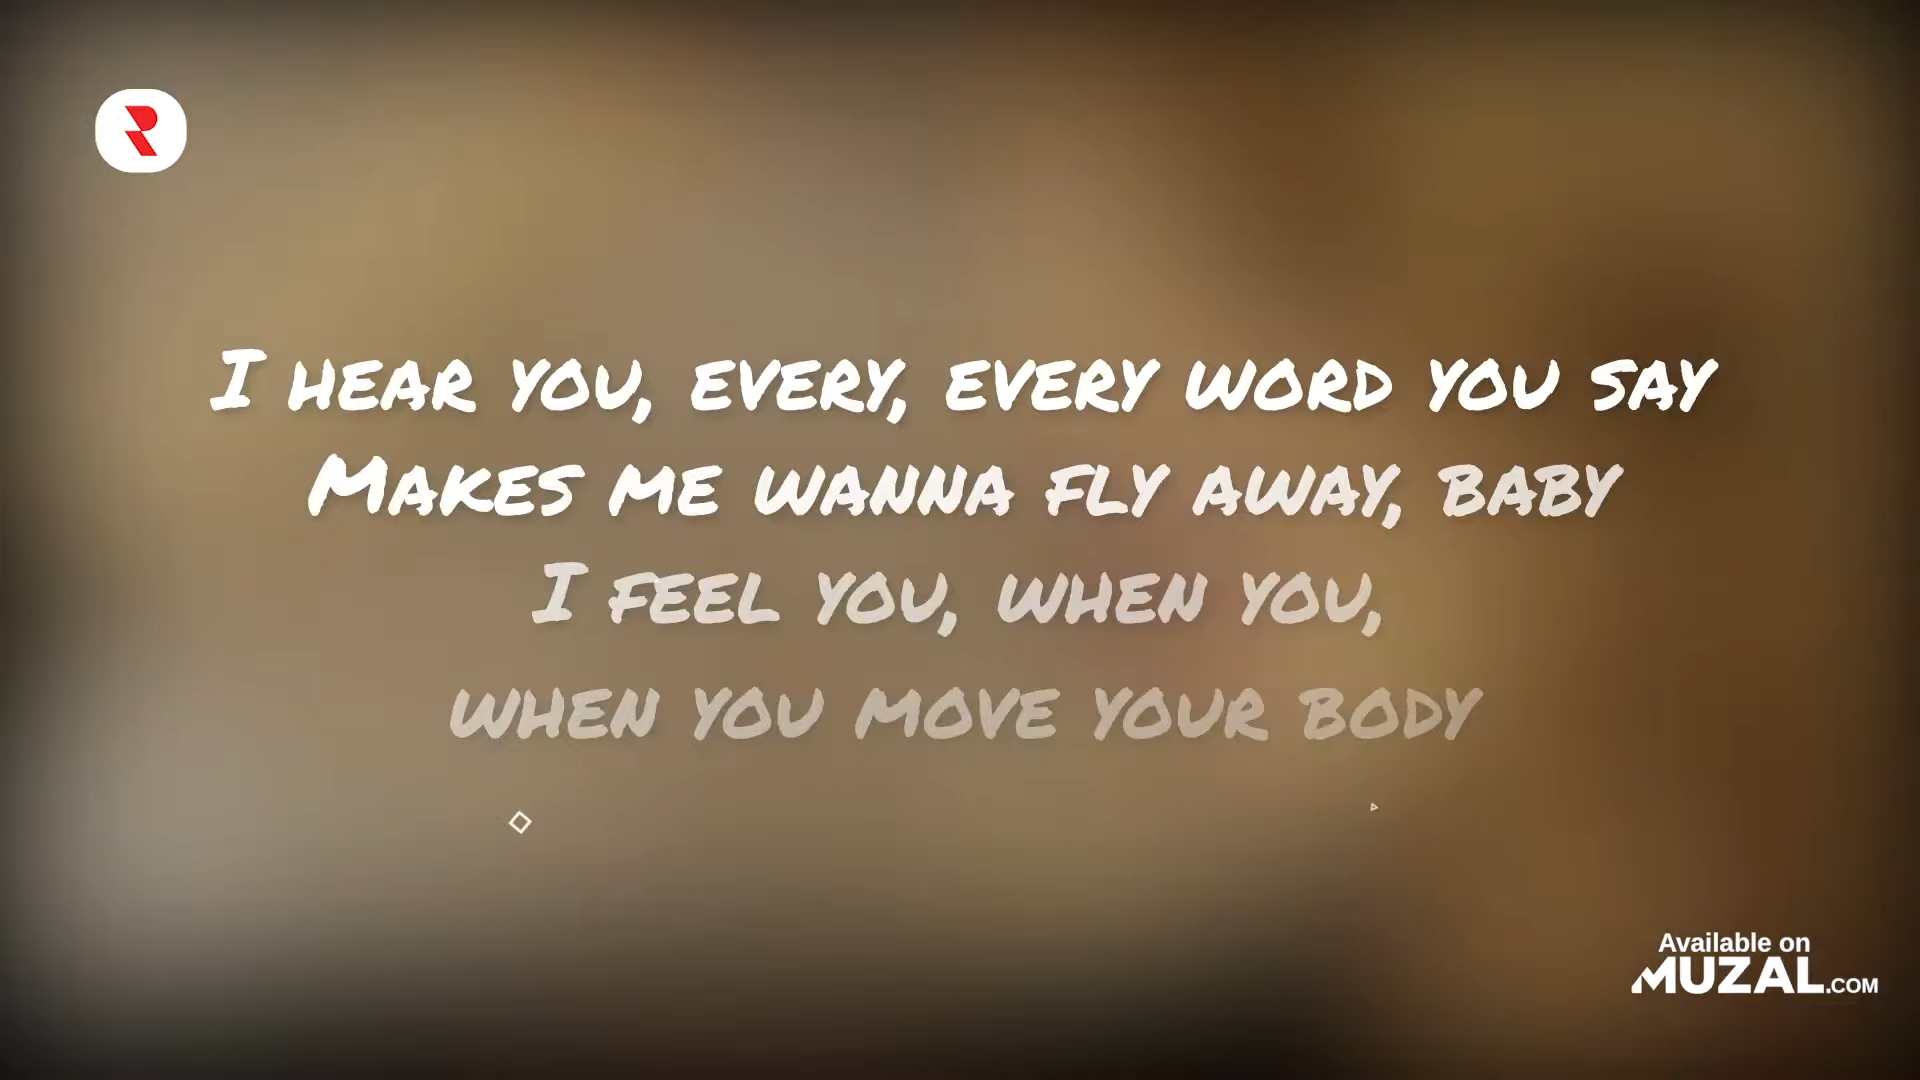 I HEAR YOU, EVERY, EVERY WORD YOU SAY
MAKES ME WANNA FLY AWAY, BABY
I FEEL YOU, WHEN YOU,
WHEN YOU MOVE YOUR BODY
Available on
MUZAL.COM